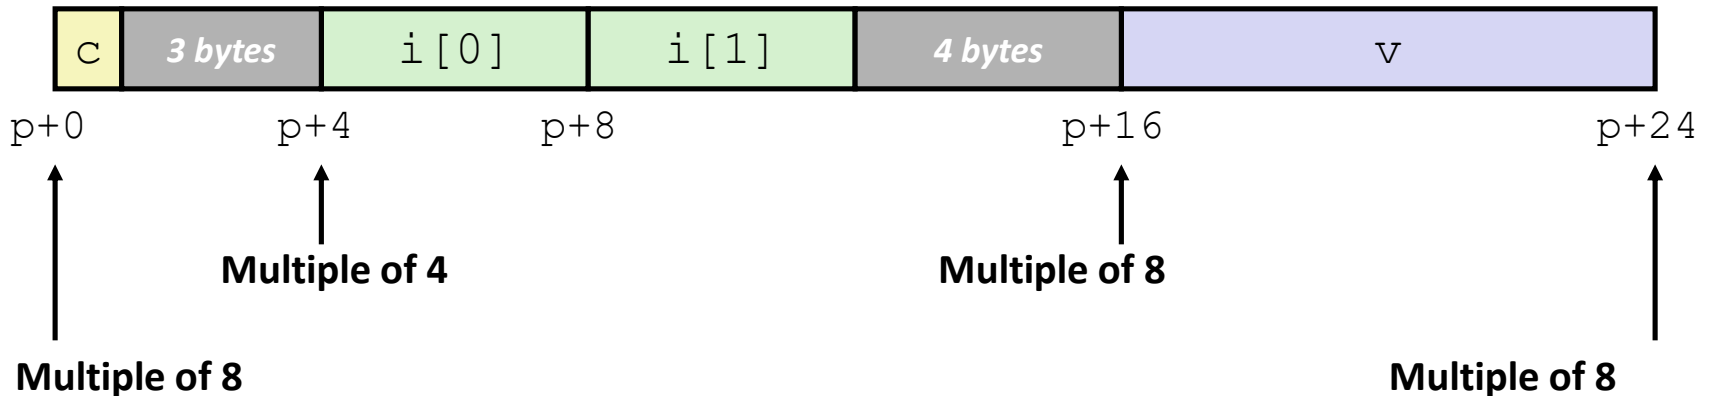 c 3 bytes i[0] i[1] 4 bytes v
p+0 p+4 p+8 p+16 p+24
Multiple of 4 Multiple of 8
Multiple of 8 Multiple of 8